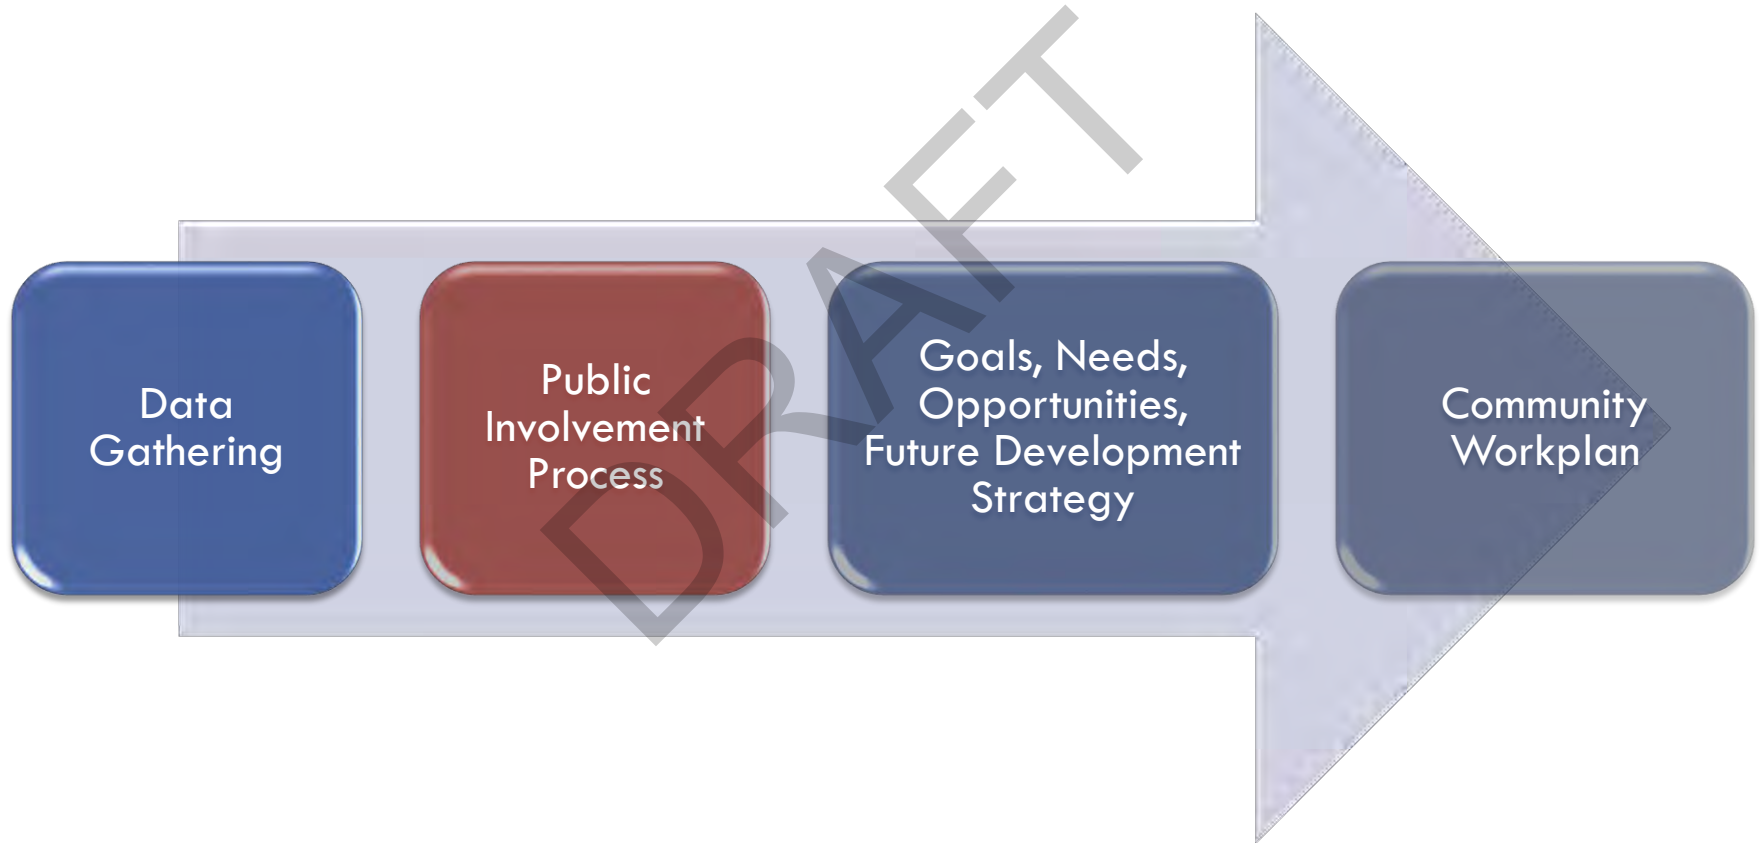 Data
Gathering
Public
Involvement
Process
Goals, Needs,
Opportunities,
Future Development
Strategy
Community
Workplan
DRAFT